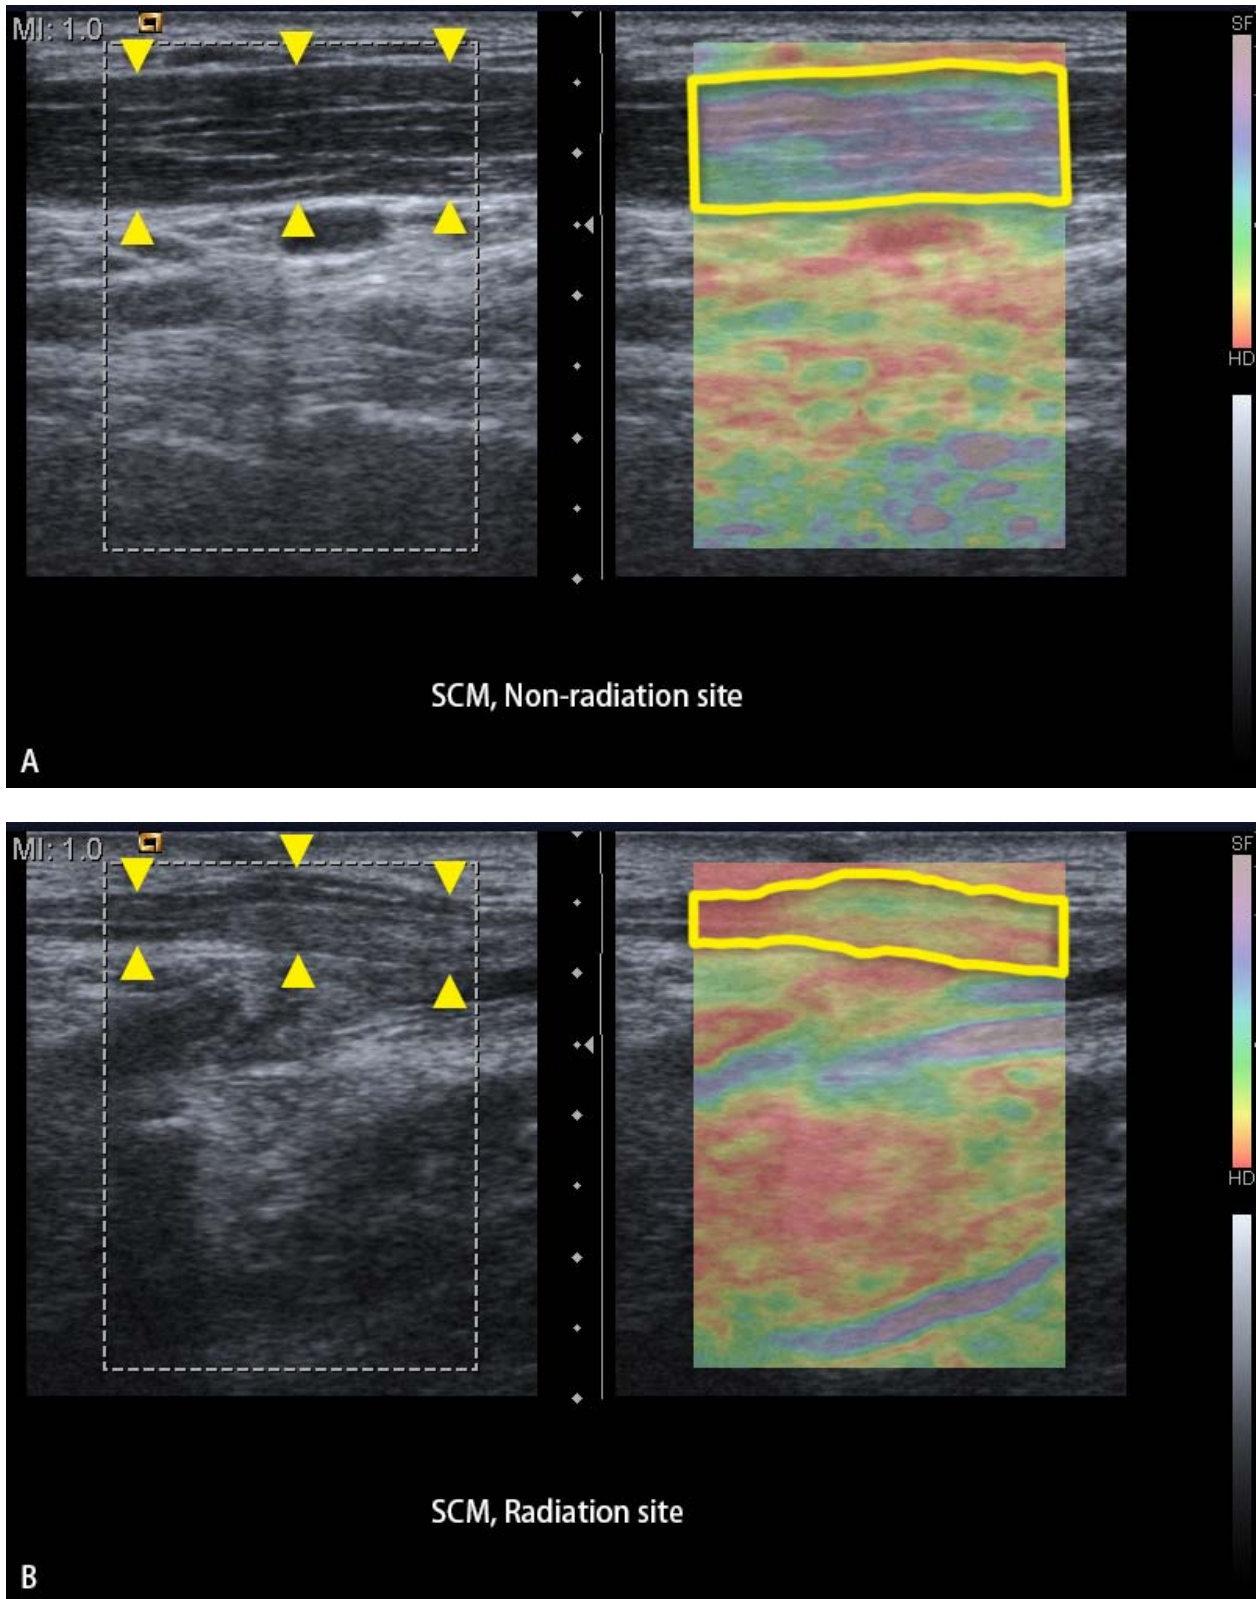 MI: 1.0
SF
HD
SCM, Non-radiation site
A
MI: 1.0
SF
HD
SCM, Radiation site
B